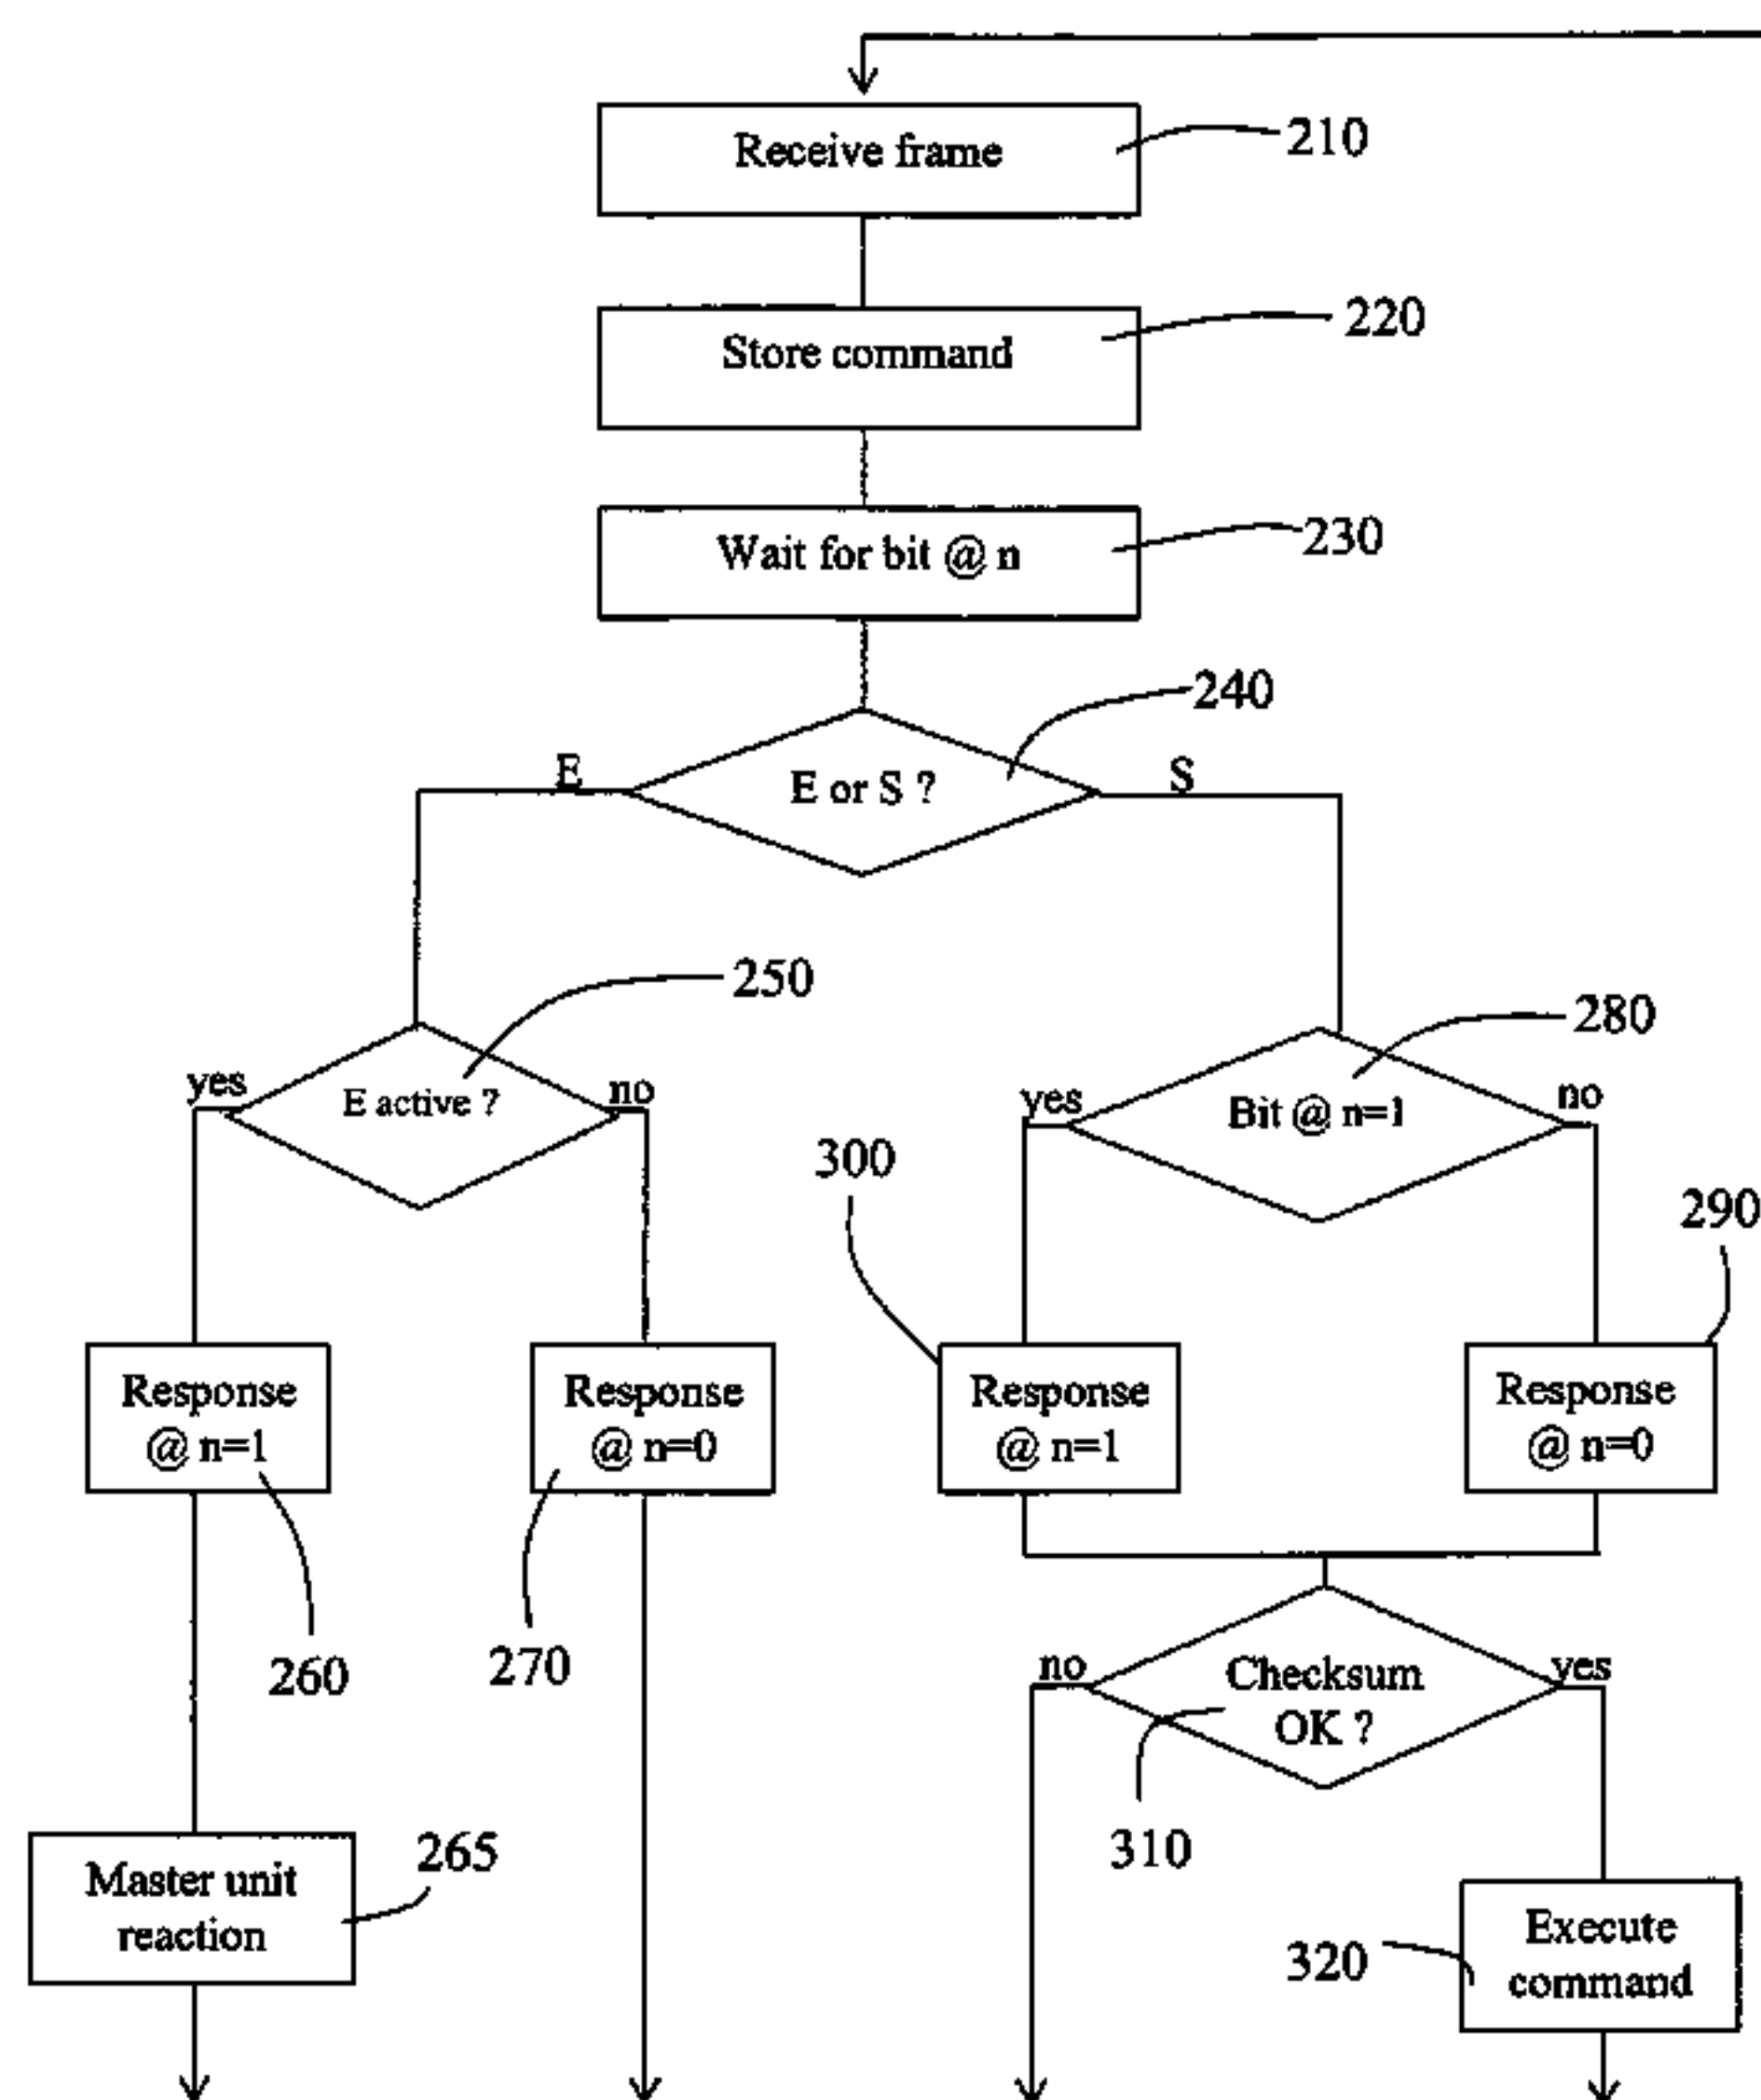 Receive frame
210
Store command
220
Wait for bit @ n
230
240
E
E or S ?
S
250
280
yes
E active ?
no
yes
Bit @ n=1
no
300
290
Response
@ n=1
Response
@ n=0
Response
@ n=1
Response
@ n=0
260
270
no
Checksum
OK ?
yes
310
265
Master unit
reaction
320
Execute
command